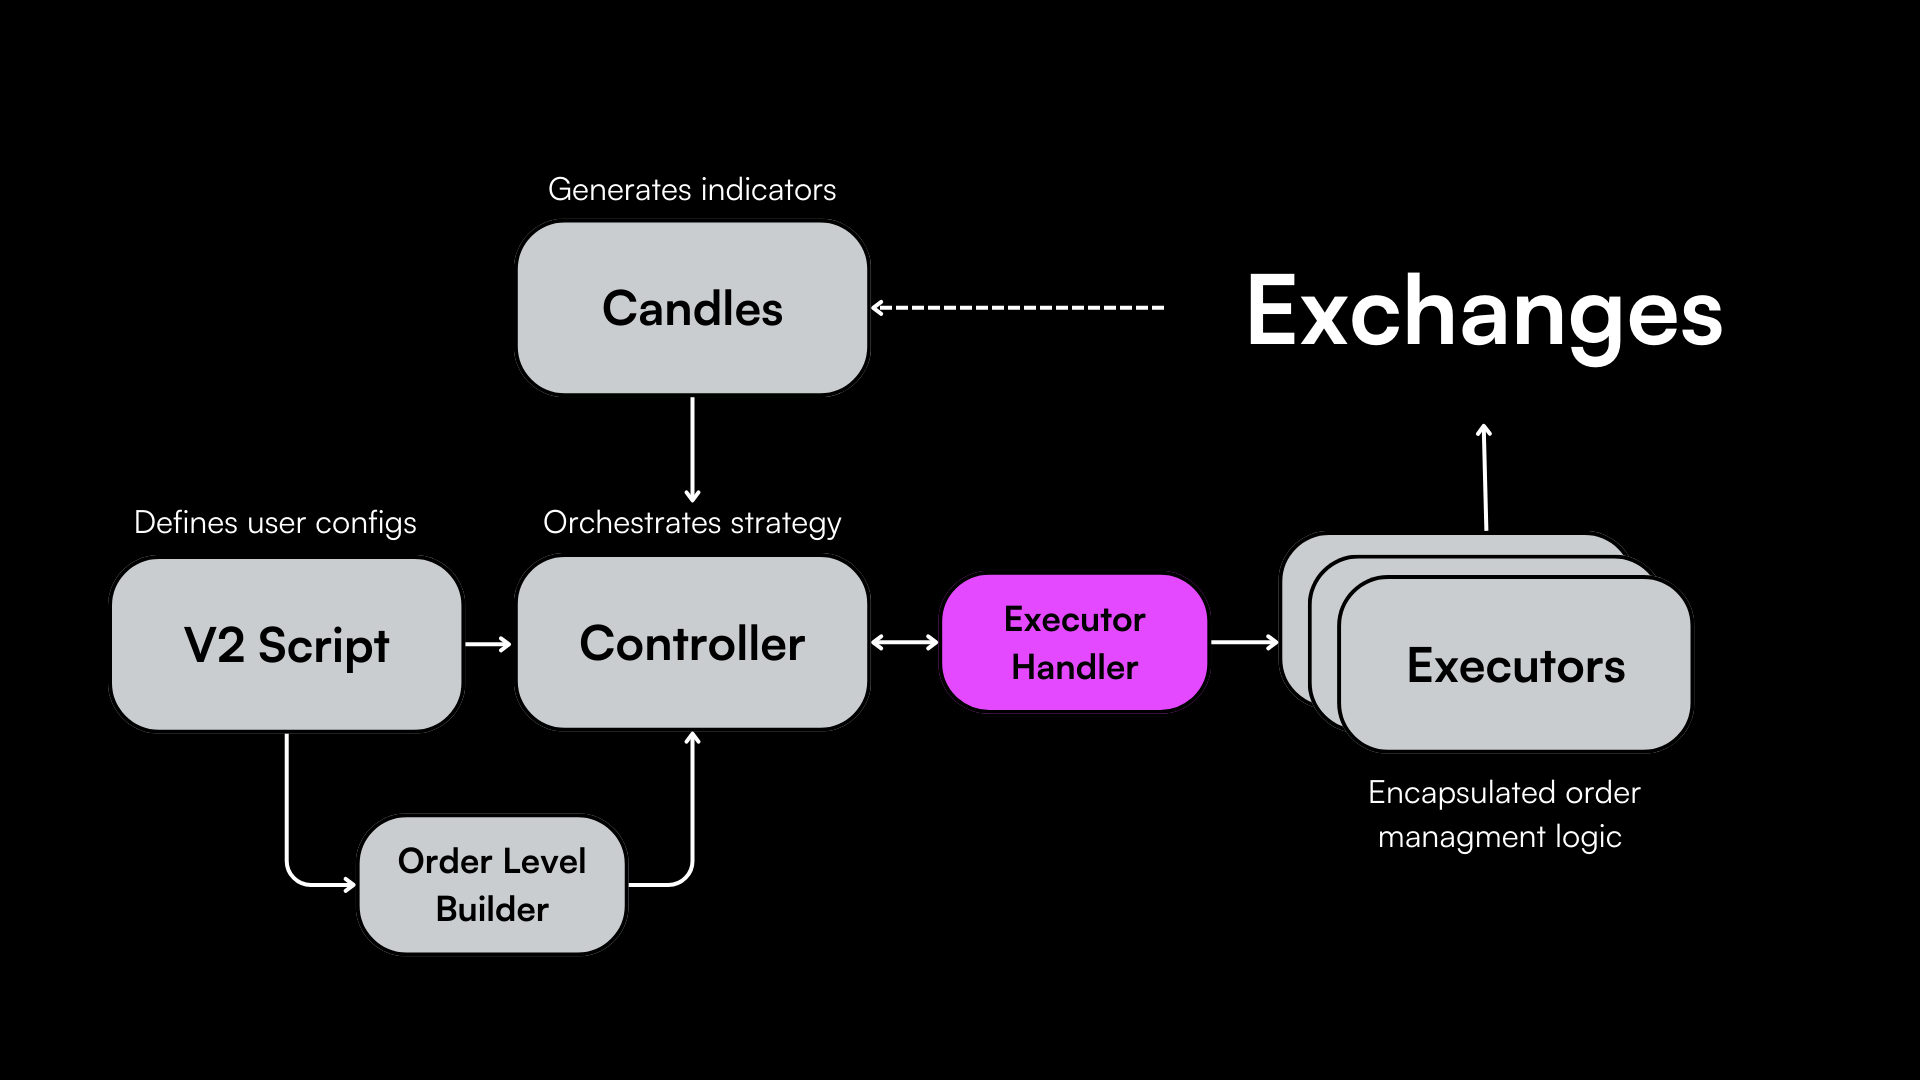 Generates indicators
Candles
Exchanges
Defines user configs
Orchestrates strategy
V2 Script
Controller
Executor
Handler
Executors
Encapsulated order
managment logic
Order Level
Builder